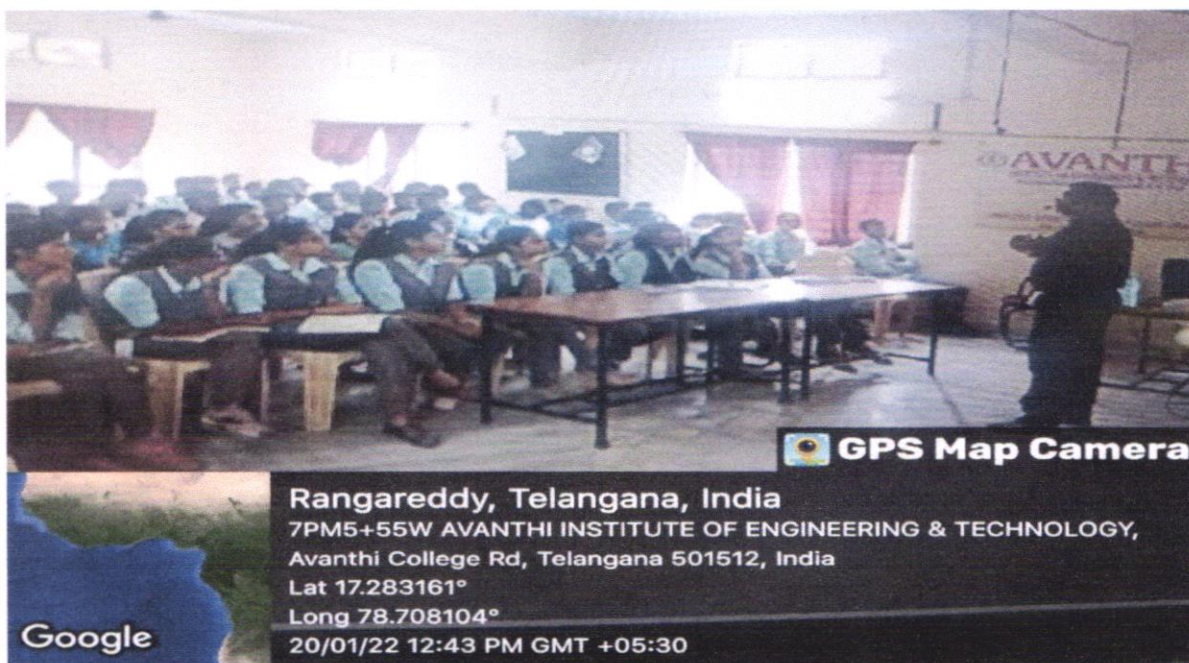 AVANTH
GPS Map Camera
Rangareddy, Telangana, India
7PM5+55W AVANTHI INSTITUTE OF ENGINEERING & TECHNOLOGY,
Avanthi College Rd, Telangana 501512, India
Lat 17.283161°
Long 78.708104°
20/01/22 12:43 PM GMT +05:30
Google